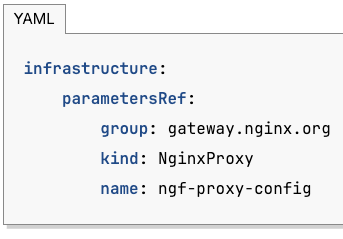 YAML
infrastructure:
    parametersRef:
        group: gateway.nginx.org
        kind: NginxProxy
        name: ngf-proxy-config